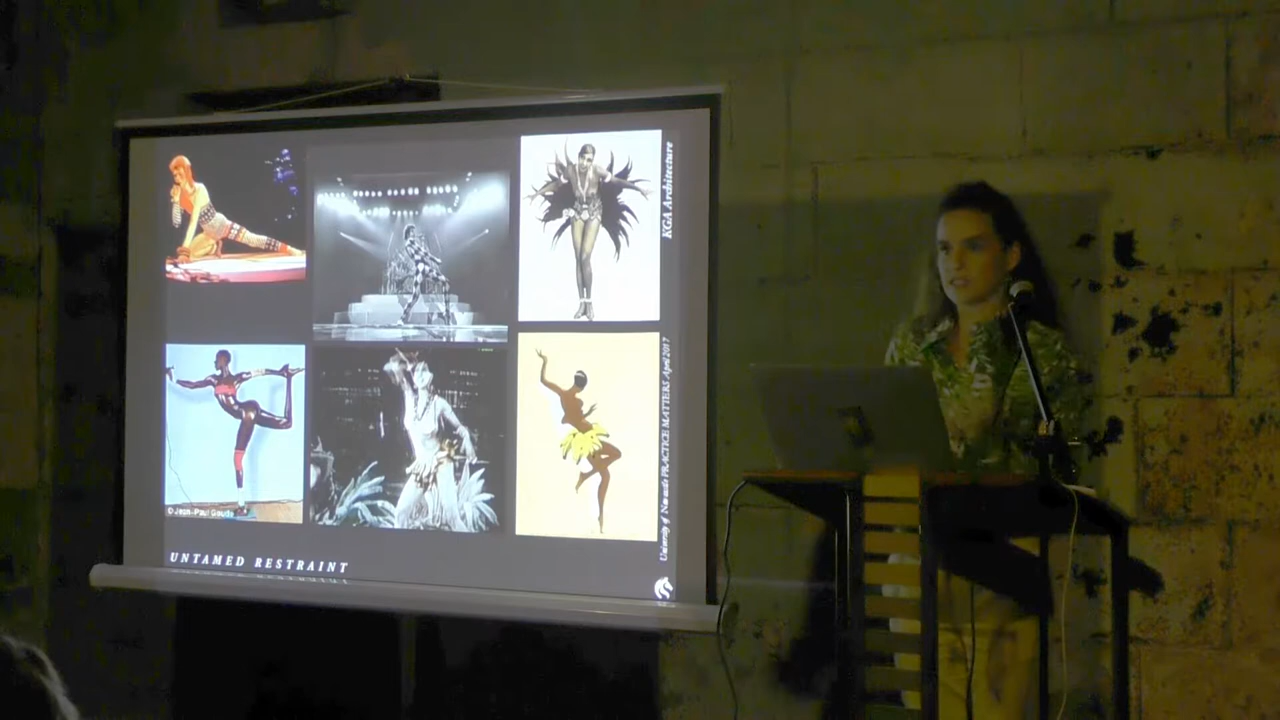 KGA Architecture
© Jean-Paul Goude
University of Newcastle PRACTICE MATTERS April 2017
UNTAMED RESTRAINT